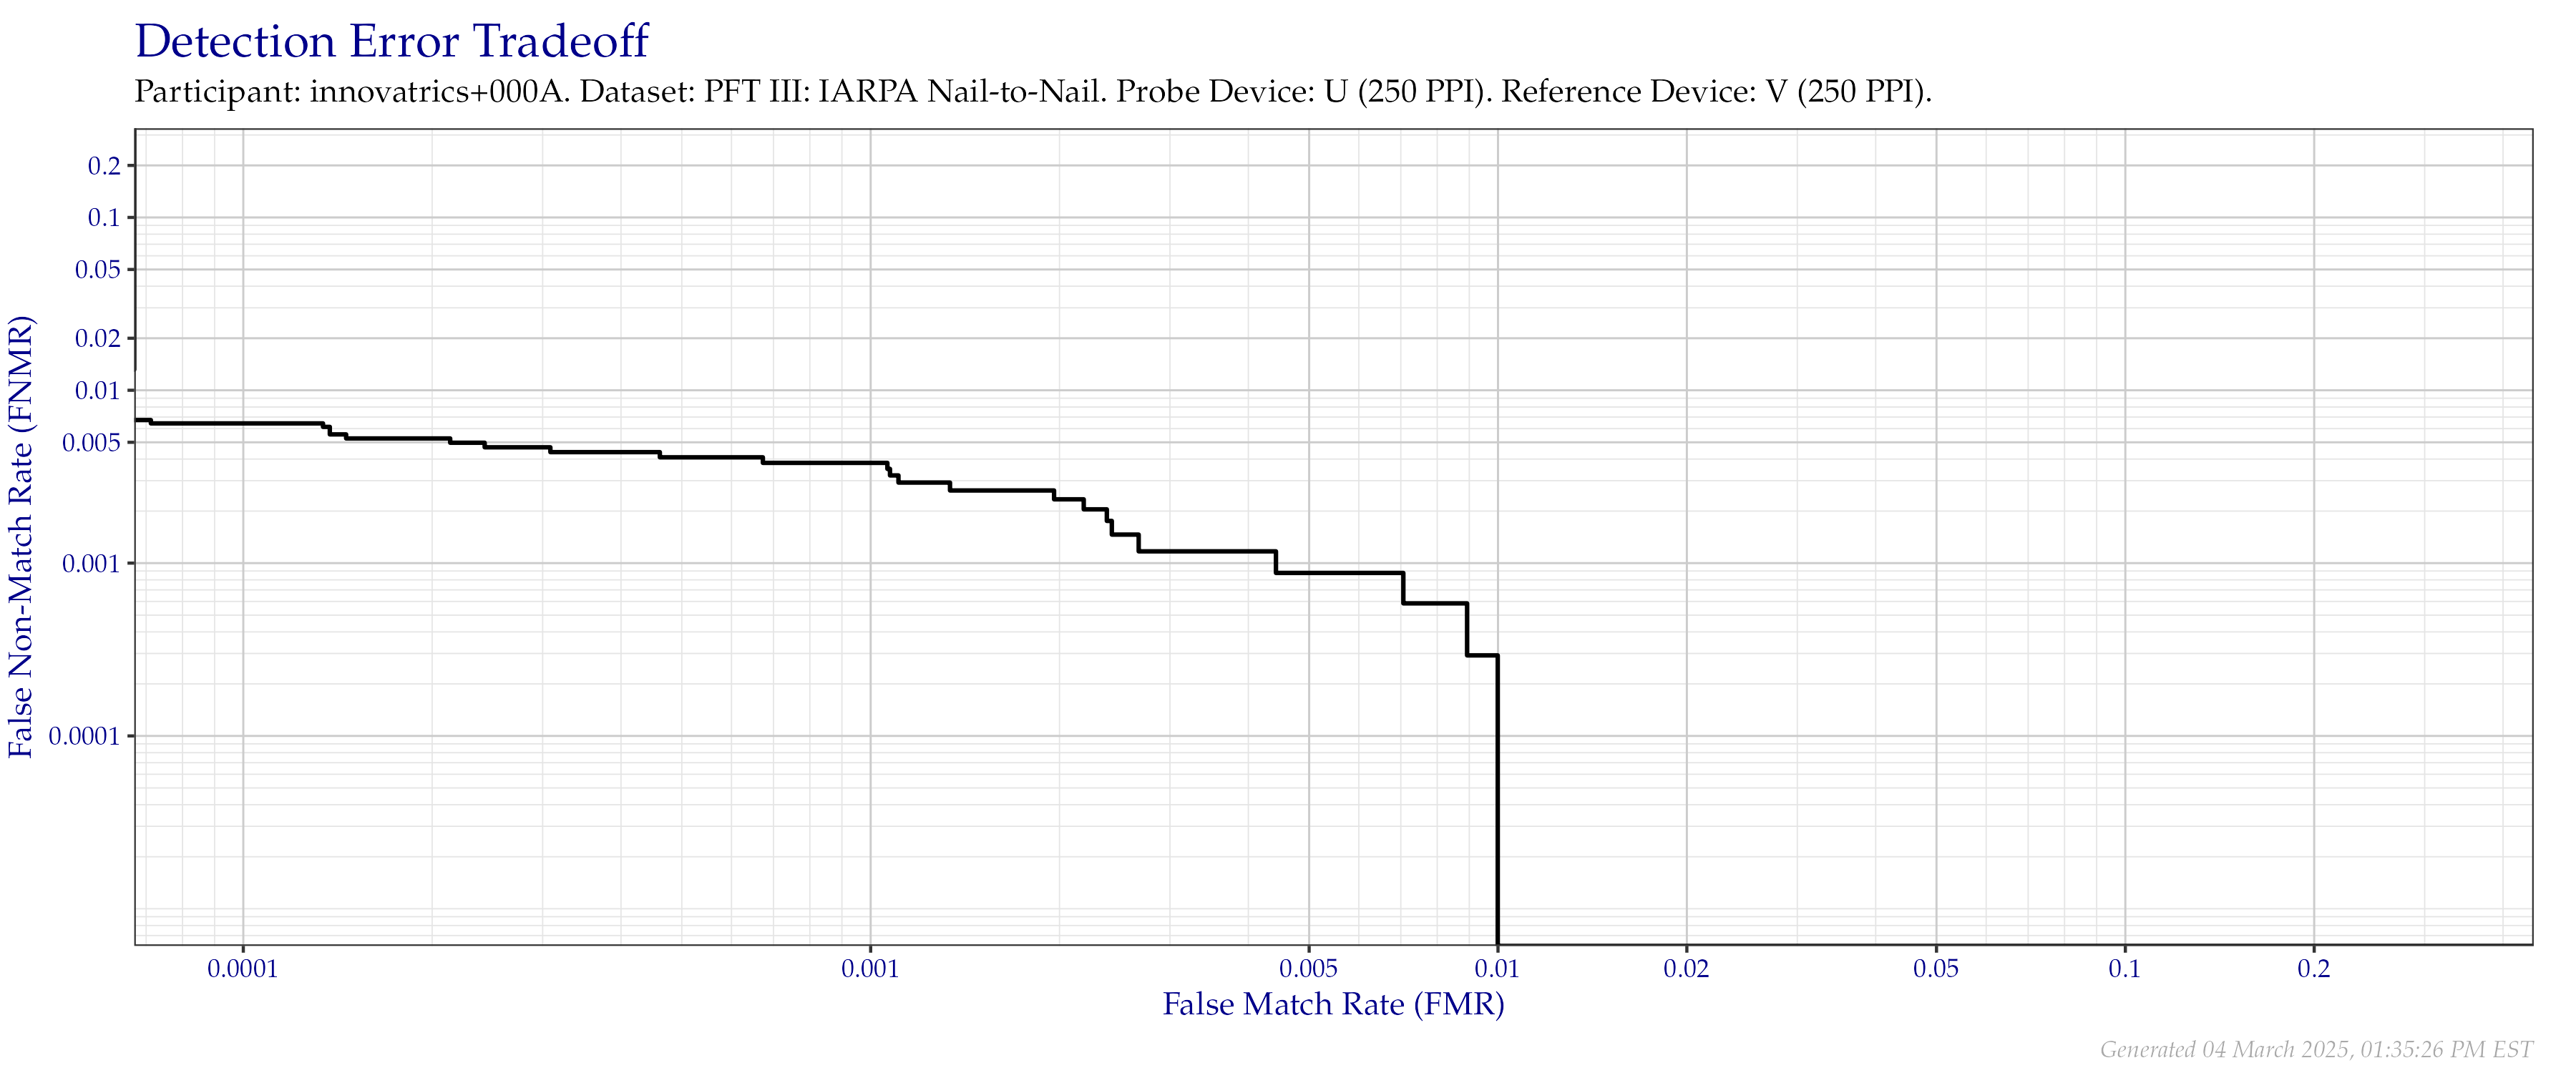 Detection Error Tradeoff
Participant: innovatrics+000A. Dataset: PFT III: IARPA Nail-to-Nail. Probe Device: U (250 PPI). Reference Device: V (250 PPI).
False Non-Match Rate (FNMR)
0.2
0.1
0.05
0.02
0.01
0.005
0.001
0.0001
0.0001 0.001 0.005 0.01 0.02 0.05 0.1 0.2
False Match Rate (FMR)
Generated 04 March 2025, 01:35:26 PM EST